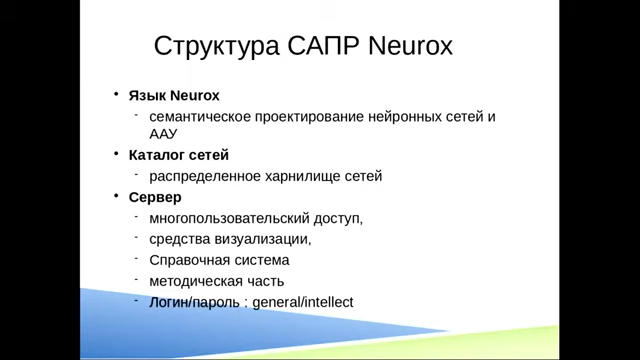 Структура САПР Neurox
• Язык Neurox
- семантическое проектирование нейронных сетей и
ААУ
• Каталог сетей
- распределенное харнилище сетей
• Сервер
- многопользовательский доступ,
- средства визуализации,
- Справочная система
- методическая часть
- Логин/пароль : general/intellect